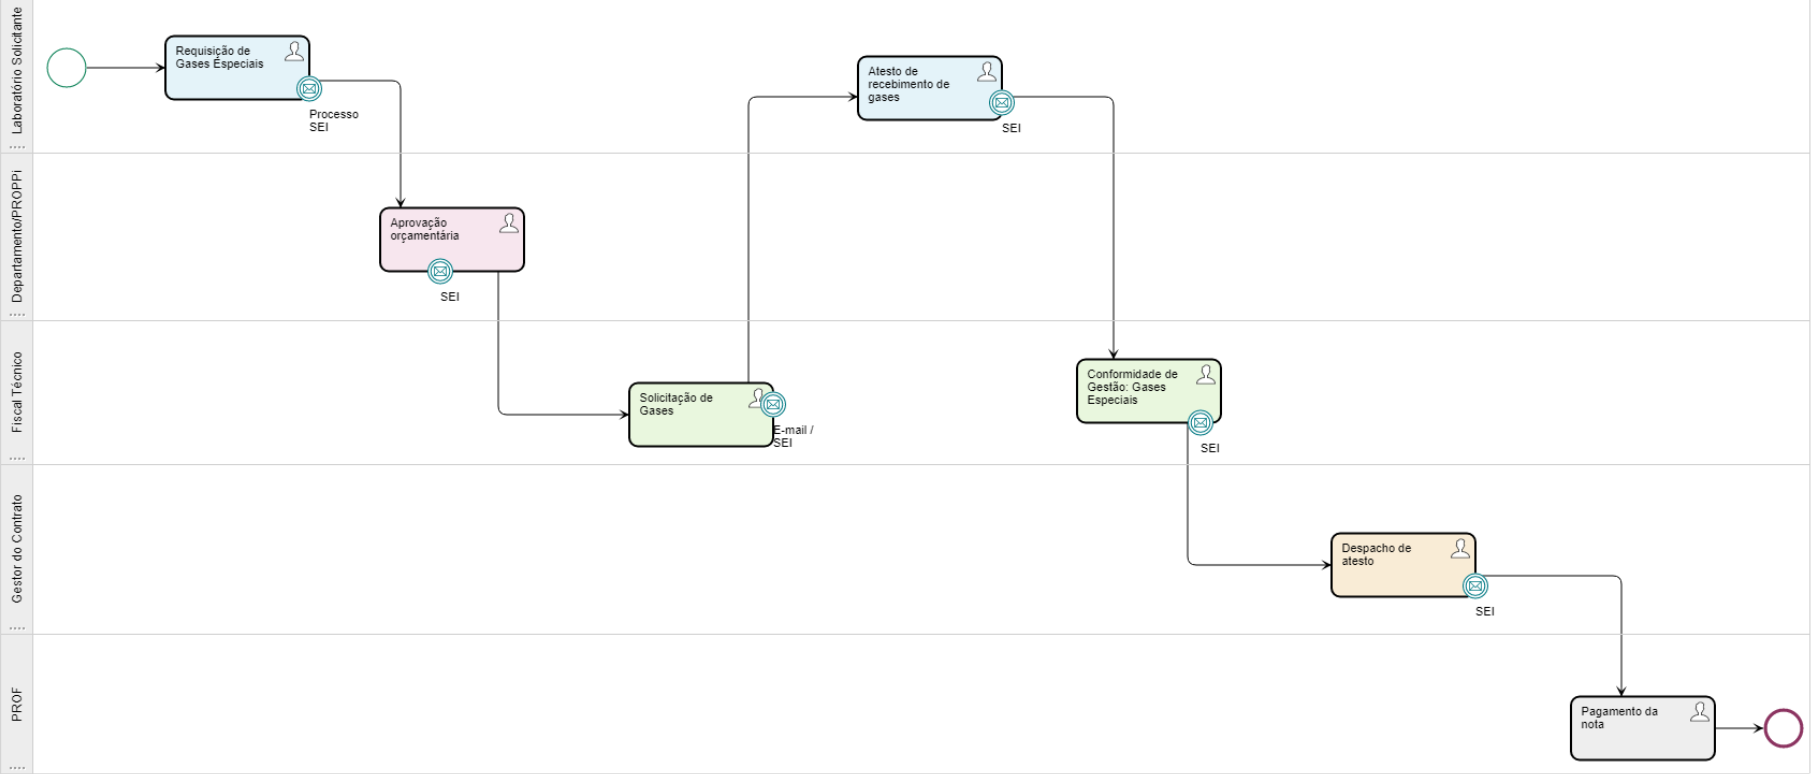 Laboratório Solicitante
Requisição de
Gases Especiais
Processo
SEI
Atesto de
recebimento de
gases
SEI
Departamento/PROPPi
Aprovação
orçamentária
SEI
Fiscal Técnico
Solicitação de
Gases
E-mail /
SEI
Conformidade de
Gestão: Gases
Especiais
SEI
Gestor do Contrato
Despacho de
atesto
SEI
PROF
Pagamento da
nota